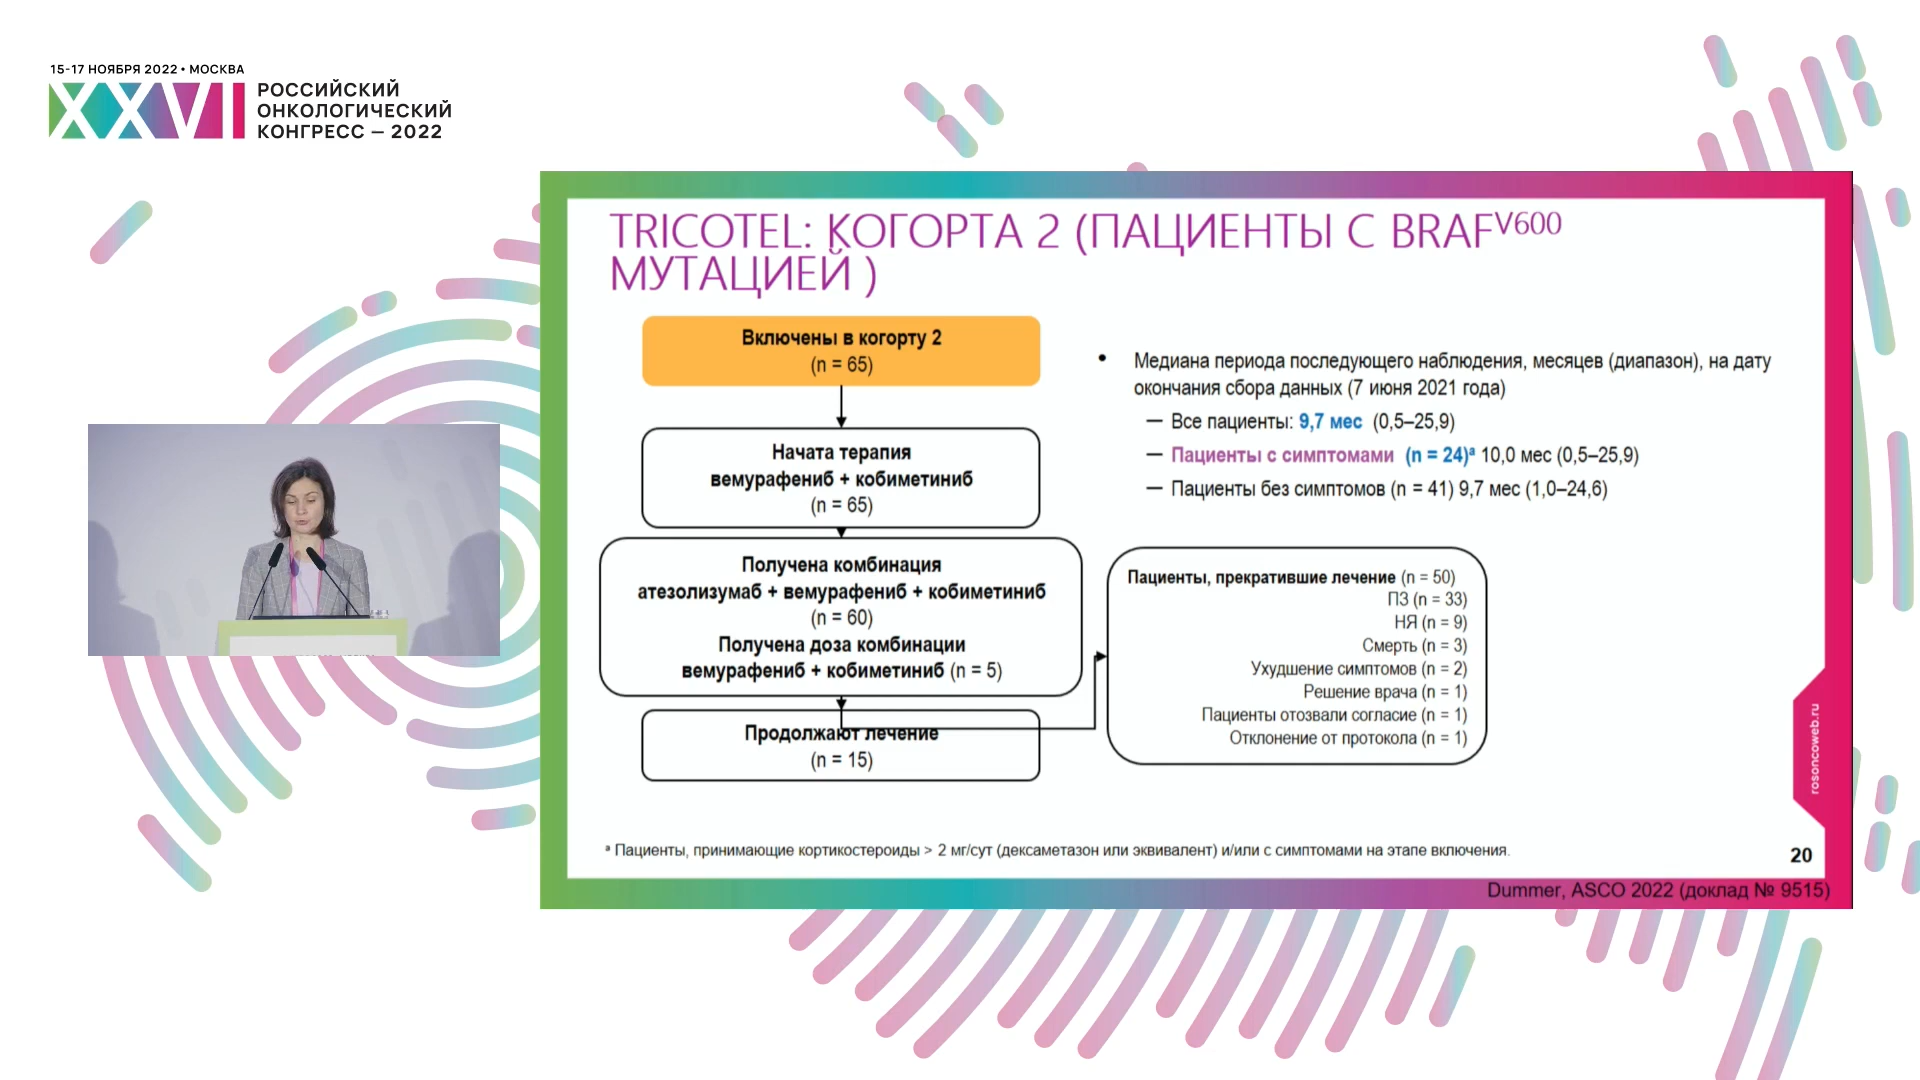 15-17 НОЯБРЯ 2022 • МОСКВА
XXVI
РОССИЙСКИЙ
ОНКОЛОГИЧЕСКИЙ
КОНГРЕСС – 2022
TRICOTEL: КОГОРТА 2 (ПАЦИЕНТЫ С BRAFV600
МУТАЦИЕЙ )
Включены в когорту 2
(n = 65)
Начата терапия
вемурафениб + кобиметиниб
(n = 65)
Получена комбинация
атезолизумаб + вемурафениб + кобиметиниб
(n = 60)
Получена доза комбинации
вемурафениб + кобиметиниб (n = 5)
Продолжают лечение
(n = 15)
• Медиана периода последующего наблюдения, месяцев (диапазон), на дату
окончания сбора данных (7 июня 2021 года)
— Все пациенты: 9,7 мес (0,5–25,9)
— Пациенты с симптомами (n = 24)ᵃ 10,0 мес (0,5–25,9)
— Пациенты без симптомов (n = 41) 9,7 мес (1,0–24,6)
Пациенты, прекратившие лечение (n = 50)
ПЗ (n = 33)
НЯ (n = 9)
Смерть (n = 3)
Ухудшение симптомов (n = 2)
Решение врача (n = 1)
Пациенты отозвали согласие (n = 1)
Отклонение от протокола (n = 1)
rosoncoweb.ru
ᵃ Пациенты, принимающие кортикостероиды > 2 мг/сут (дексаметазон или эквивалент) и/или с симптомами на этапе включения.
20
Dummer, ASCO 2022 (доклад № 9515)